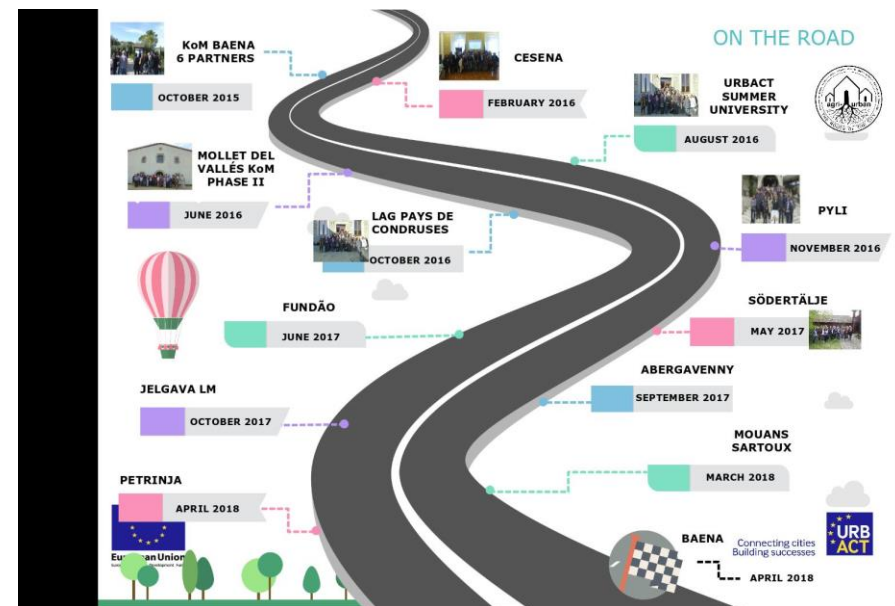 ON THE ROAD
KoM BAENA
6 PARTNERS
OCTOBER 2015
CESENA
FEBRUARY 2016
URBACT
SUMMER
UNIVERSITY
AUGUST 2016
agri
urban
MOLLET DEL
VALLÉS KoM
PHASE II
JUNE 2016
LAG PAYS DE
CONDRUSES
OCTOBER 2016
PYLI
NOVEMBER 2016
FUNDÃO
JUNE 2017
SÖDERTÄLJE
MAY 2017
ABERGAVENNY
SEPTEMBER 2017
JELGAVA LM
OCTOBER 2017
MOUANS
SARTOUX
MARCH 2018
PETRINJA
APRIL 2018
European Union
BAENA
APRIL 2018
Connecting cities
Building successes
URB
ACT